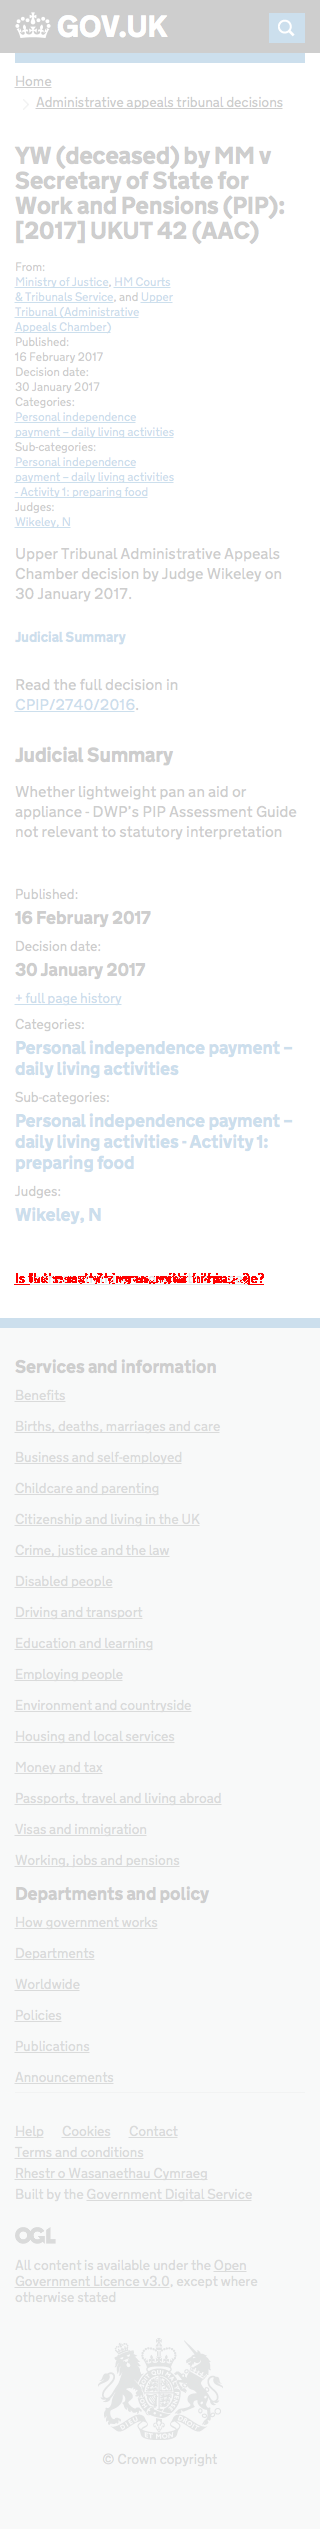 GOV.UK
Home
Administrative appeals tribunal decisions
YW (deceased) by MM v
Secretary of State for
Work and Pensions (PIP):
[2017] UKUT 42 (AAC)
From:
Ministry of Justice, HM Courts
& Tribunals Service, and Upper
Tribunal (Administrative
Appeals Chamber)
Published:
16 February 2017
Decision date:
30 January 2017
Categories:
Personal independence
payment – daily living activities
Sub-categories:
Personal independence
payment – daily living activities
- Activity 1: preparing food
Judges:
Wikeley, N
Upper Tribunal Administrative Appeals
Chamber decision by Judge Wikeley on
30 January 2017.
Judicial Summary
Read the full decision in
CPIP/2740/2016.
Judicial Summary
Whether lightweight pan an aid or
appliance - DWP's PIP Assessment Guide
not relevant to statutory interpretation
Published:
16 February 2017
Decision date:
30 January 2017
+ full page history
Categories:
Personal independence payment –
daily living activities
Sub-categories:
Personal independence payment –
daily living activities - Activity 1:
preparing food
Judges:
Wikeley, N
Is
Services and information
Benefits
Births, deaths, marriages and care
Business and self-employed
Childcare and parenting
Citizenship and living in the UK
Crime, justice and the law
Disabled people
Driving and transport
Education and learning
Employing people
Environment and countryside
Housing and local services
Money and tax
Passports, travel and living abroad
Visas and immigration
Working, jobs and pensions
Departments and policy
How government works
Departments
Worldwide
Policies
Publications
Announcements
Help Cookies Contact
Terms and conditions
Rhestr o Wasanaethau Cymraeg
Built by the Government Digital Service
OGL
All content is available under the Open
Government Licence v3.0, except where
otherwise stated
© Crown copyright